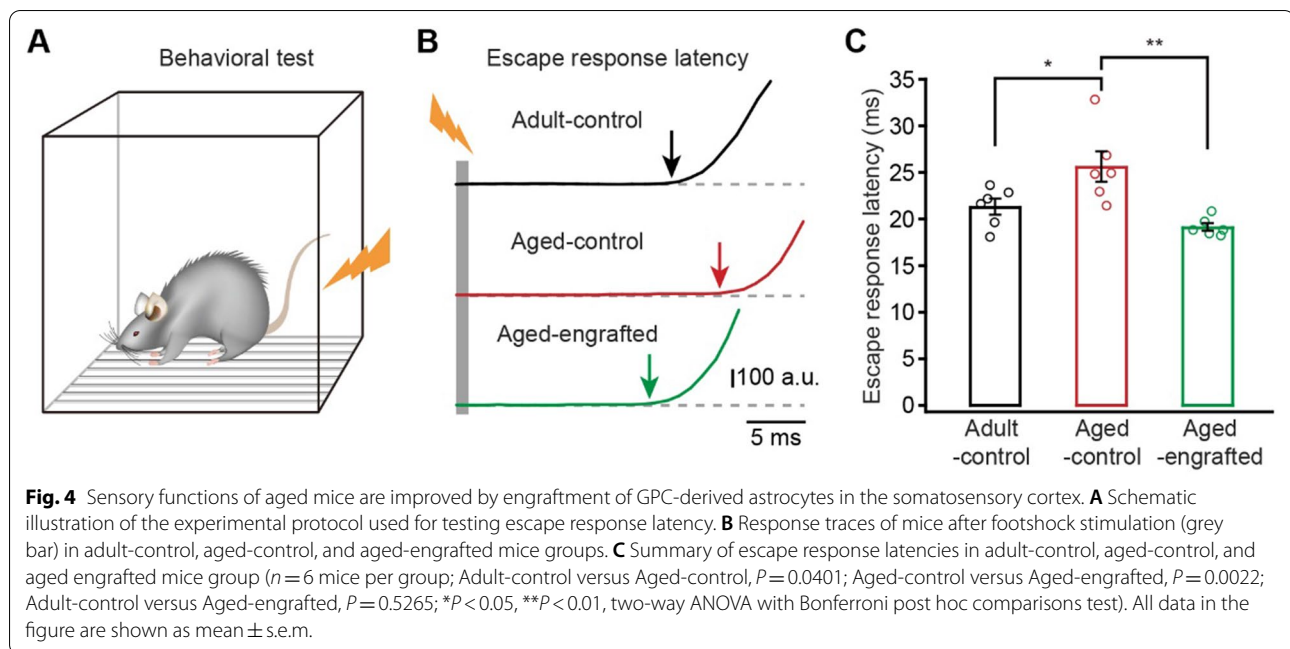 A
Behavioral test
B
Escape response latency
Adult-control
Aged-control
Aged-engrafted
100 a.u.
5 ms
C
*
**
Escape response latency (ms)
35
30
25
20
15
10
5
0
Adult
-control
Aged
-control
Aged
-engrafted
Fig. 4 Sensory functions of aged mice are improved by engraftment of GPC-derived astrocytes in the somatosensory cortex. A Schematic
illustration of the experimental protocol used for testing escape response latency. B Response traces of mice after footshock stimulation (grey
bar) in adult-control, aged-control, and aged-engrafted mice groups. C Summary of escape response latencies in adult-control, aged-control, and
aged engrafted mice group (n = 6 mice per group; Adult-control versus Aged-control, P = 0.0401; Aged-control versus Aged-engrafted, P = 0.0022;
Adult-control versus Aged-engrafted, P = 0.5265; *P < 0.05, **P < 0.01, two-way ANOVA with Bonferroni post hoc comparisons test). All data in the
figure are shown as mean ± s.e.m.